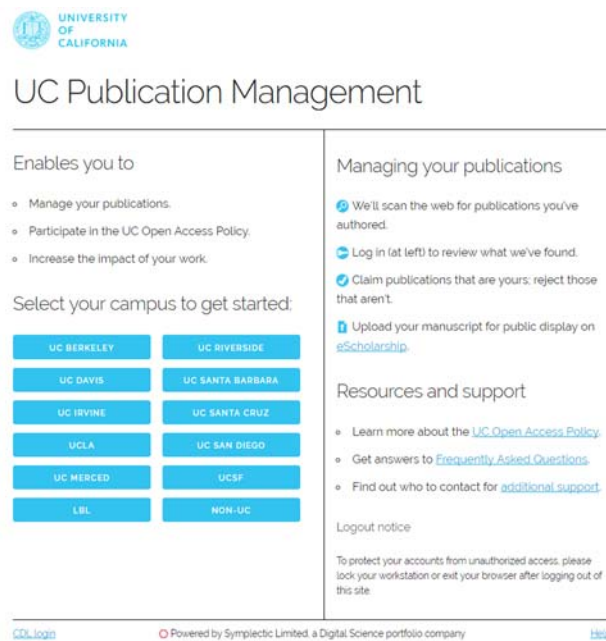 UNIVERSITY
OF
CALIFORNIA
UC Publication Management
Enables you to
Manage your publications.
Participate in the UC Open Access Policy.
Increase the impact of your work.
Select your campus to get started:
UC BERKELEY
UC RIVERSIDE
UC DAVIS
UC SANTA BARBARA
UC IRVINE
UC SANTA CRUZ
UCLA
UC SAN DIEGO
UC MERCED
UCSF
LBL
NON-UC
Managing your publications
We'll scan the web for publications you've
authored.
Log in (at left) to review what we've found.
Claim publications that are yours; reject those
that aren't.
Upload your manuscript for public display on
eScholarship.
Resources and support
Learn more about the UC Open Access Policy.
Get answers to Frequently Asked Questions.
Find out who to contact for additional support.
Logout notice
To protect your accounts from unauthorized access, please
lock your workstation or exit your browser after logging out of
this site.
CDL login
Powered by Symplectic Limited, a Digital Science portfolio company